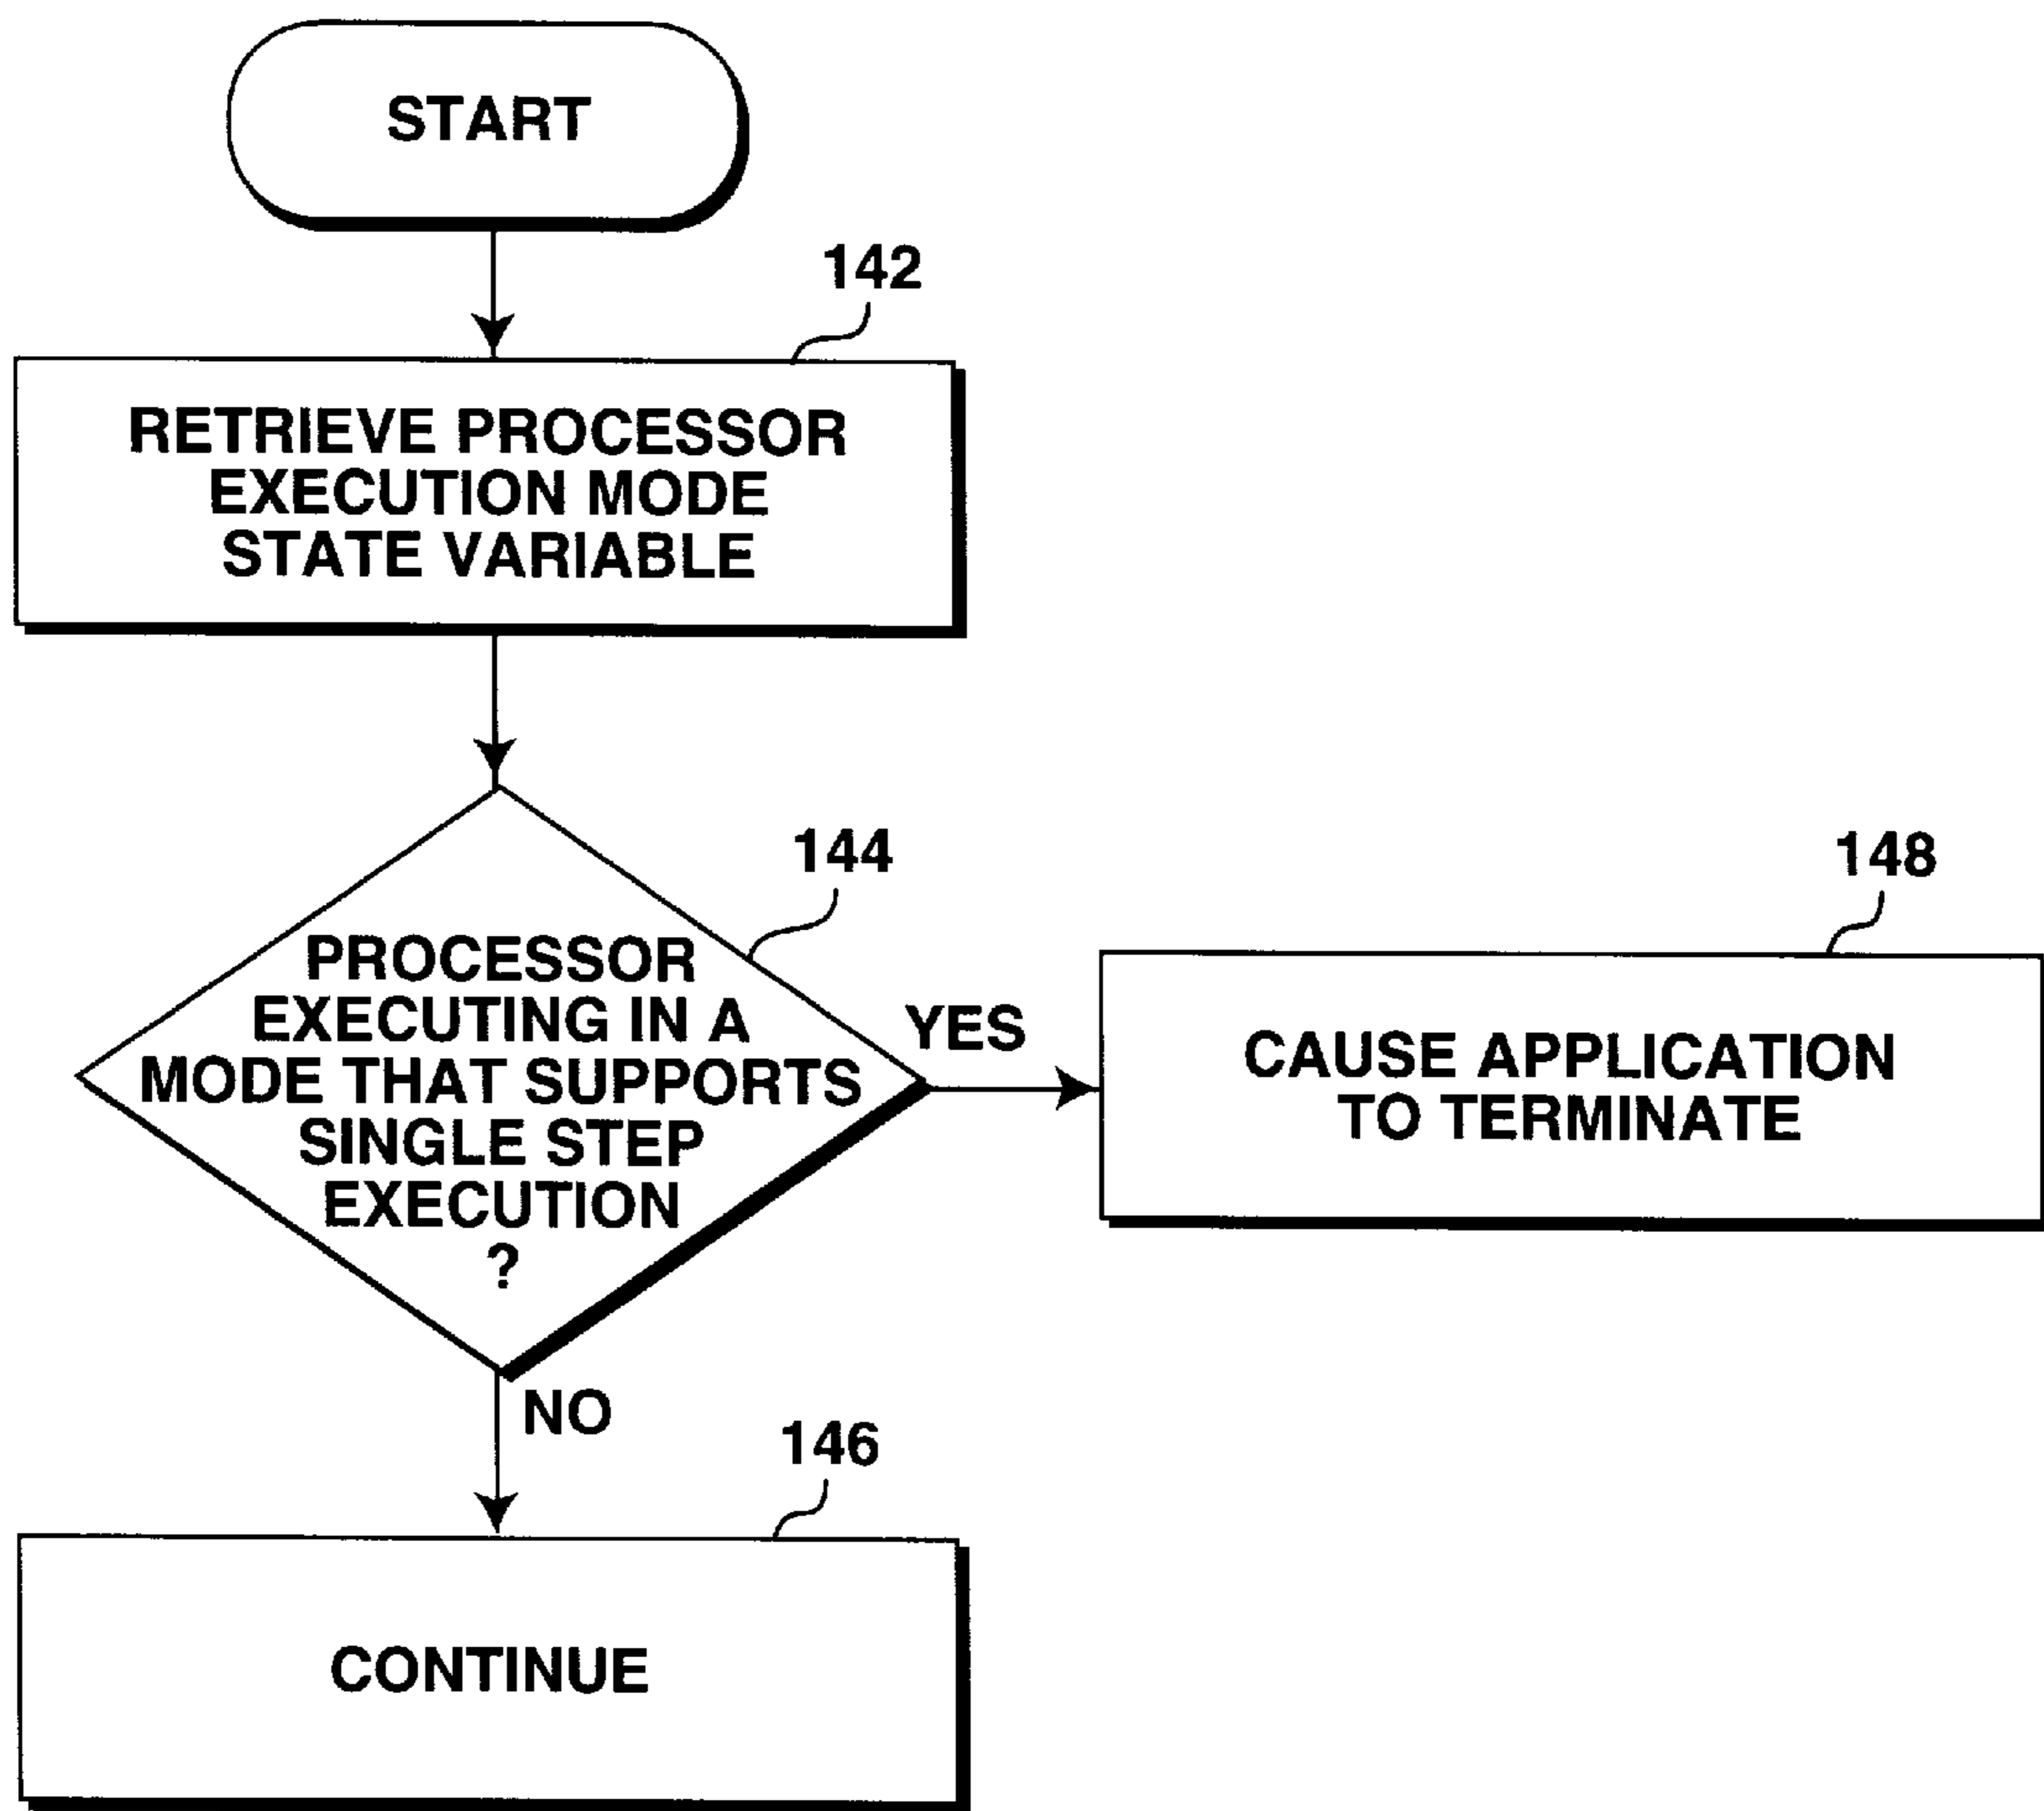 START
142
RETRIEVE PROCESSOR
EXECUTION MODE
STATE VARIABLE
144
PROCESSOR
EXECUTING IN A
MODE THAT SUPPORTS
SINGLE STEP
EXECUTION
?
YES
148
CAUSE APPLICATION
TO TERMINATE
NO
146
CONTINUE